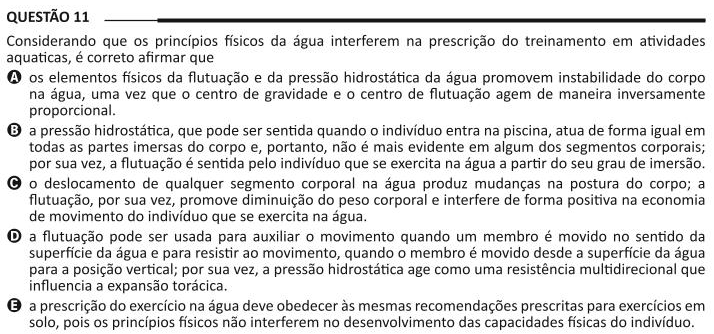 QUESTÃO 11
Considerando que os princípios físicos da água interferem na prescrição do treinamento em atividades
aquaticas, é correto afirmar que
A os elementos físicos da flutuação e da pressão hidrostática da água promovem instabilidade do corpo
na água, uma vez que o centro de gravidade e o centro de flutuação agem de maneira inversamente
proporcional.
B a pressão hidrostática, que pode ser sentida quando o indivíduo entra na piscina, atua de forma igual em
todas as partes imersas do corpo e, portanto, não é mais evidente em algum dos segmentos corporais;
por sua vez, a flutuação é sentida pelo indivíduo que se exercita na água a partir do seu grau de imersão.
C o deslocamento de qualquer segmento corporal na água produz mudanças na postura do corpo; a
flutuação, por sua vez, promove diminuição do peso corporal e interfere de forma positiva na economia
de movimento do indivíduo que se exercita na água.
D a flutuação pode ser usada para auxiliar o movimento quando um membro é movido no sentido da
superfície da água e para resistir ao movimento, quando o membro é movido desde a superfície da água
para a posição vertical; por sua vez, a pressão hidrostática age como uma resistência multidirecional que
influencia a expansão torácica.
E a prescrição do exercício na água deve obedecer às mesmas recomendações prescritas para exercícios em
solo, pois os princípios físicos não interferem no desenvolvimento das capacidades físicas do indivíduo.